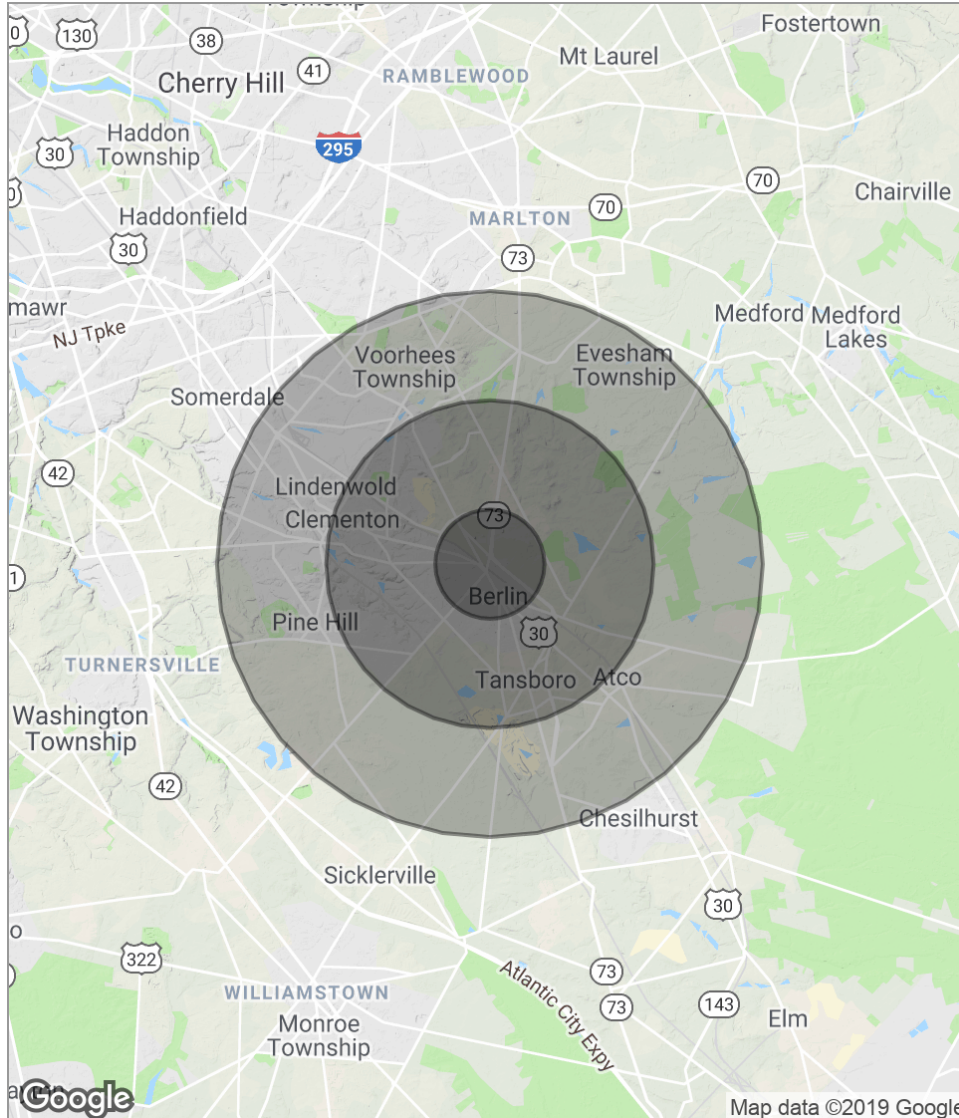 Township
30
130
38
41
Cherry Hill
RAMBLEWOOD
Mt Laurel
Fostertown
Haddon
Township
30
295
70
70
Chairville
Haddonfield
30
MARLTON
73
mawr
NJ Tpke
Medford
Medford
Lakes
Voorhees
Township
Evesham
Township
Somerdale
42
Lindenwold
Clementon
73
Berlin
Pine Hill
30
TURNERSVILLE
Tansboro
Atco
Washington
Township
42
Chesilhurst
Sicklerville
30
322
73
Atlantic City Expy
73
143
WILLIAMSTOWN
Elm
Monroe
Township
Google
Map data ©2019 Google